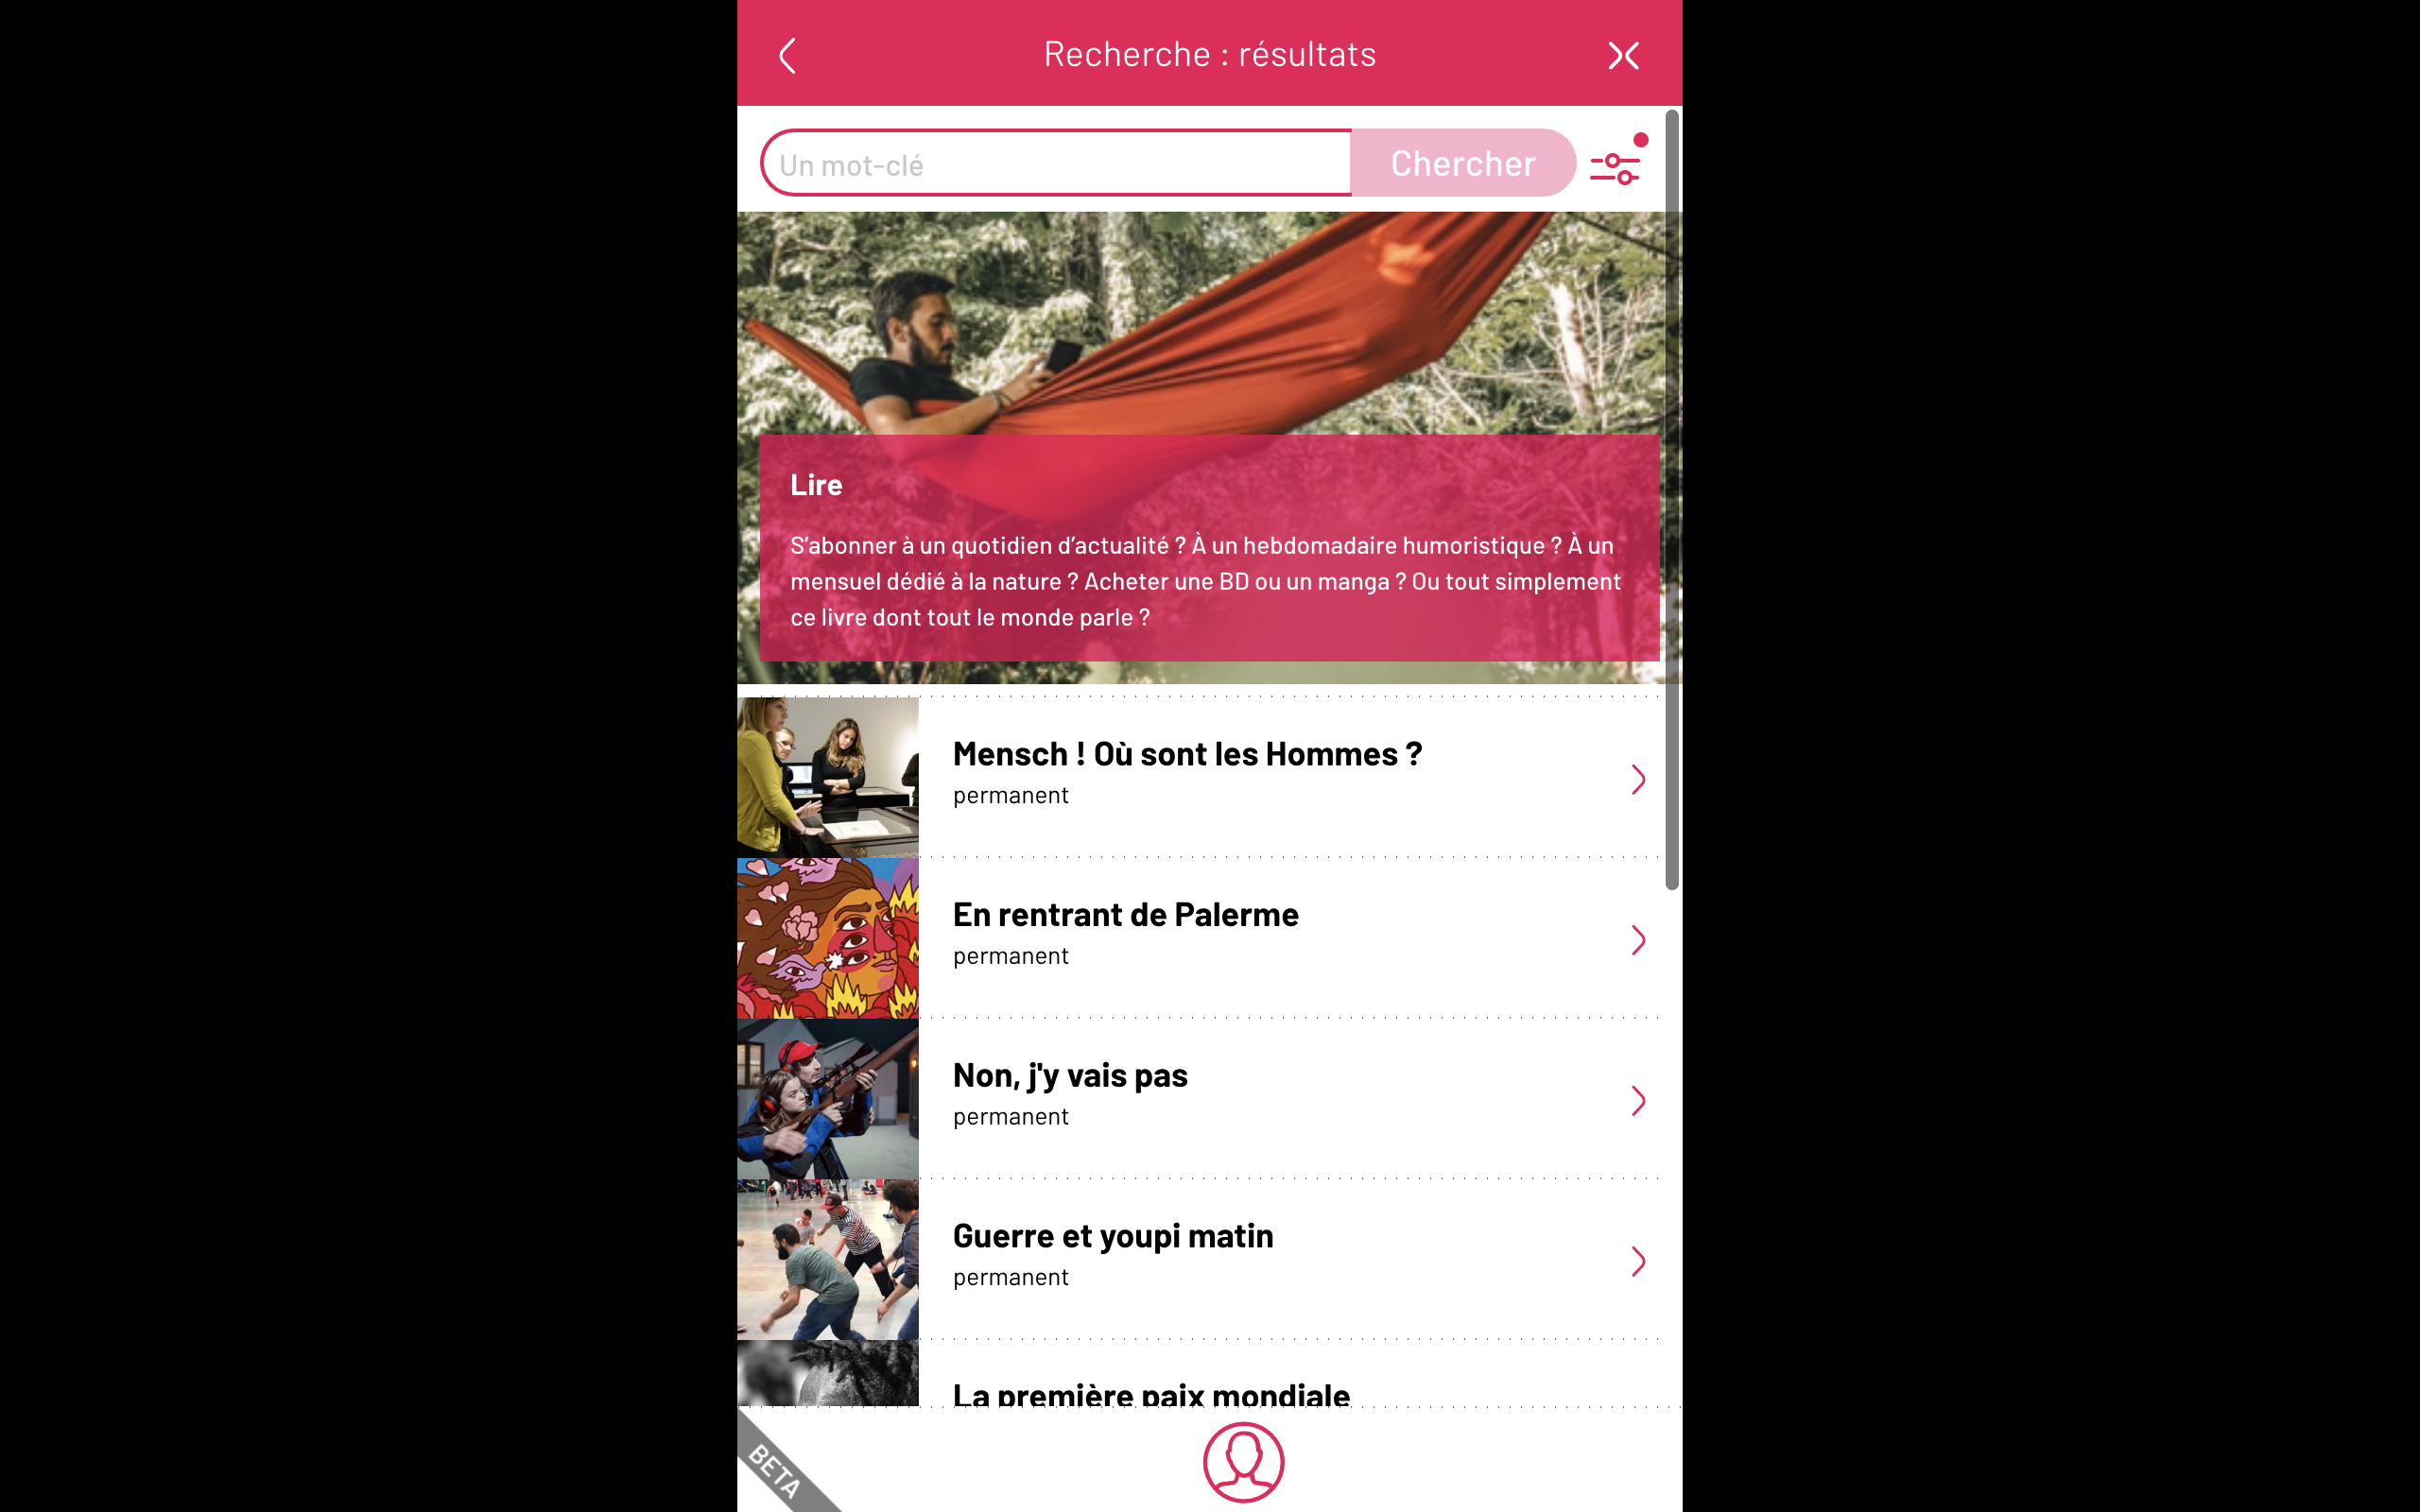 Recherche : résultats
Un mot-clé
Chercher
Lire
S’abonner à un quotidien d’actualité ? À un hebdomadaire humoristique ? À un
mensuel dédié à la nature ? Acheter une BD ou un manga ? Ou tout simplement
ce livre dont tout le monde parle ?
Mensch ! Où sont les Hommes ?
permanent
En rentrant de Palerme
permanent
Non, j'y vais pas
permanent
Guerre et youpi matin
permanent
La première paix mondiale
BETA